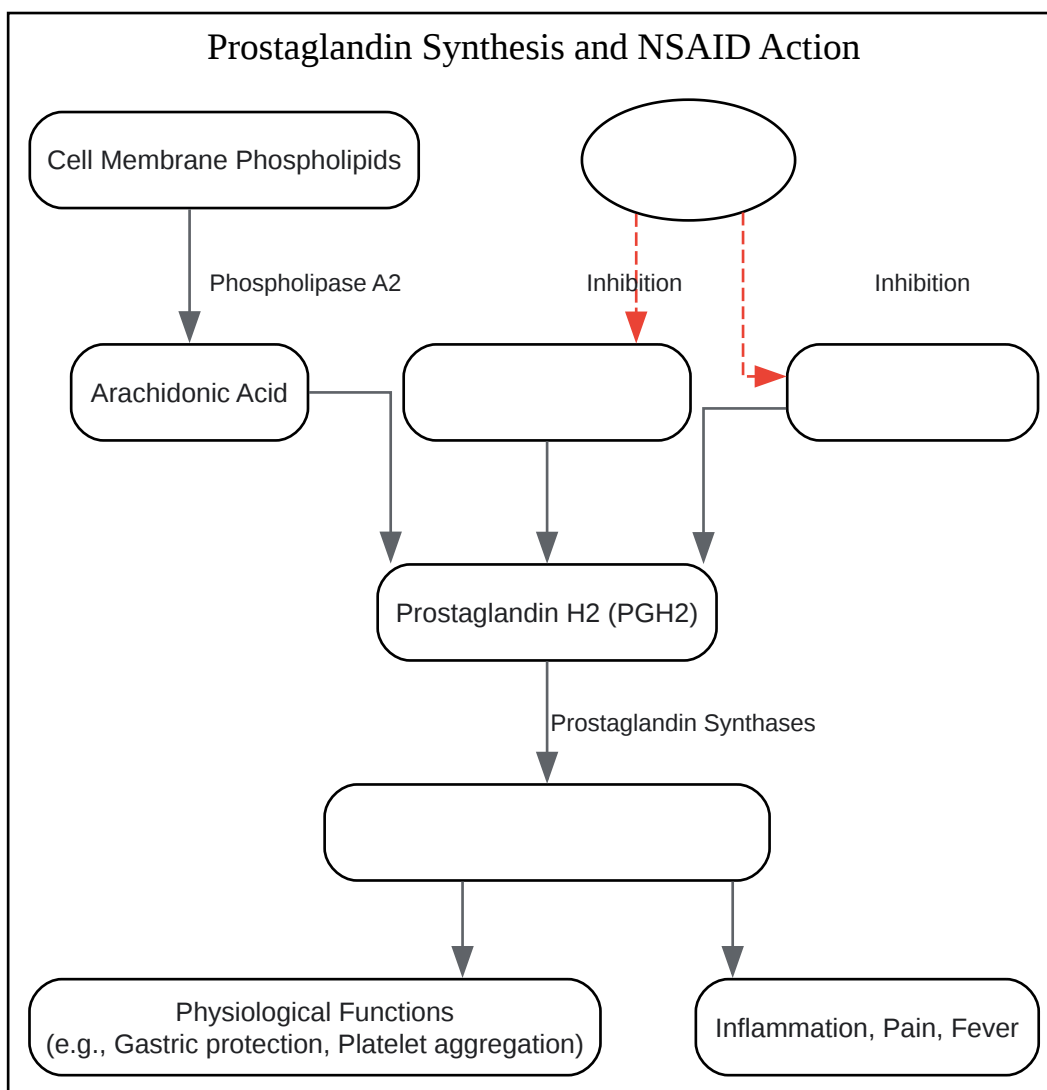 Prostaglandin Synthesis and NSAID Action
Cell Membrane Phospholipids
Phospholipase A2
Inhibition
Inhibition
Arachidonic Acid
Prostaglandin H2 (PGH2)
Prostaglandin Synthases
Physiological Functions
(e.g., Gastric protection, Platelet aggregation)
Inflammation, Pain, Fever